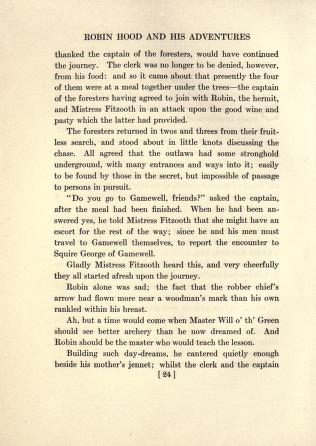 ROBIN HOOD AND HIS ADVENTURES
thanked the captain of the foresters, would have continued
the journey. The clerk was no longer to be denied, however,
from his food: and so it came about that presently the four
of them were at a meal together under the trees—the captain
of the foresters having agreed to join with Robin, the hermit,
and Mistress Fitzooth in an attack upon the good wine and
pasty which the latter had provided.
The foresters returned in twos and threes from their fruit-
less search, and stood about in little knots discussing the
chase. All agreed that the outlaws had some stronghold
underground, with many entrances and ways into it; easily
to be found by those in the secret, but impossible of passage
to persons in pursuit.
"Do you go to Gamewell, friends?" asked the captain,
after the meal had been finished. When he had been an-
swered yes, he told Mistress Fitzooth that she might have an
escort for the rest of the way; since he and his men must
travel to Gamewell themselves, to report the encounter to
Squire George of Gamewell.
Gladly Mistress Fitzooth heard this, and very cheerfully
they all started afresh upon the journey.
Robin alone was sad; the fact that the robber chief's
arrow had flown more near a woodman's mark than his own
rankled within his breast.
Ah, but a time would come when Master Will o' th' Green
should see better archery than he now dreamed of. And
Robin should be the master who would teach the lesson.
Building such day-dreams, he cantered quietly enough
beside his mother's jennet; whilst the clerk and the captain
[ 24 ]